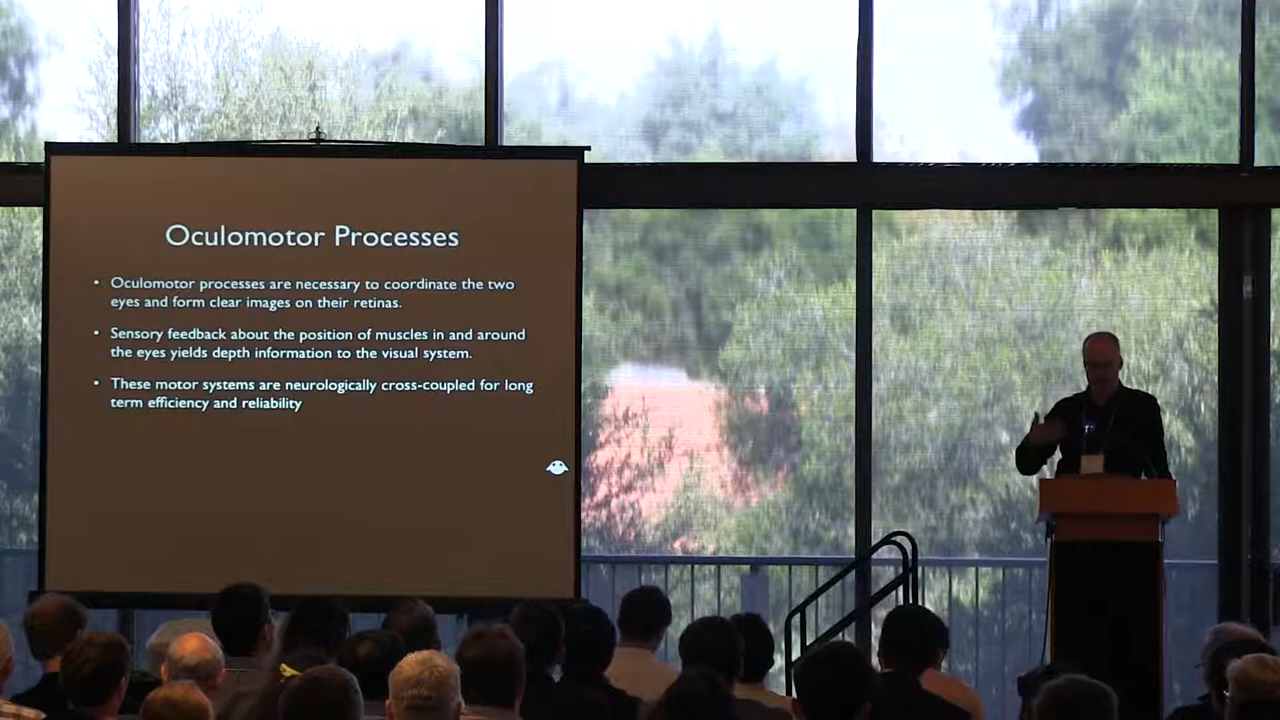 Oculomotor Processes
• Oculomotor processes are necessary to coordinate the two
eyes and form clear images on their retinas.
• Sensory feedback about the position of muscles in and around
the eyes yields depth information to the visual system.
• These motor systems are neurologically cross-coupled for long
term efficiency and reliability